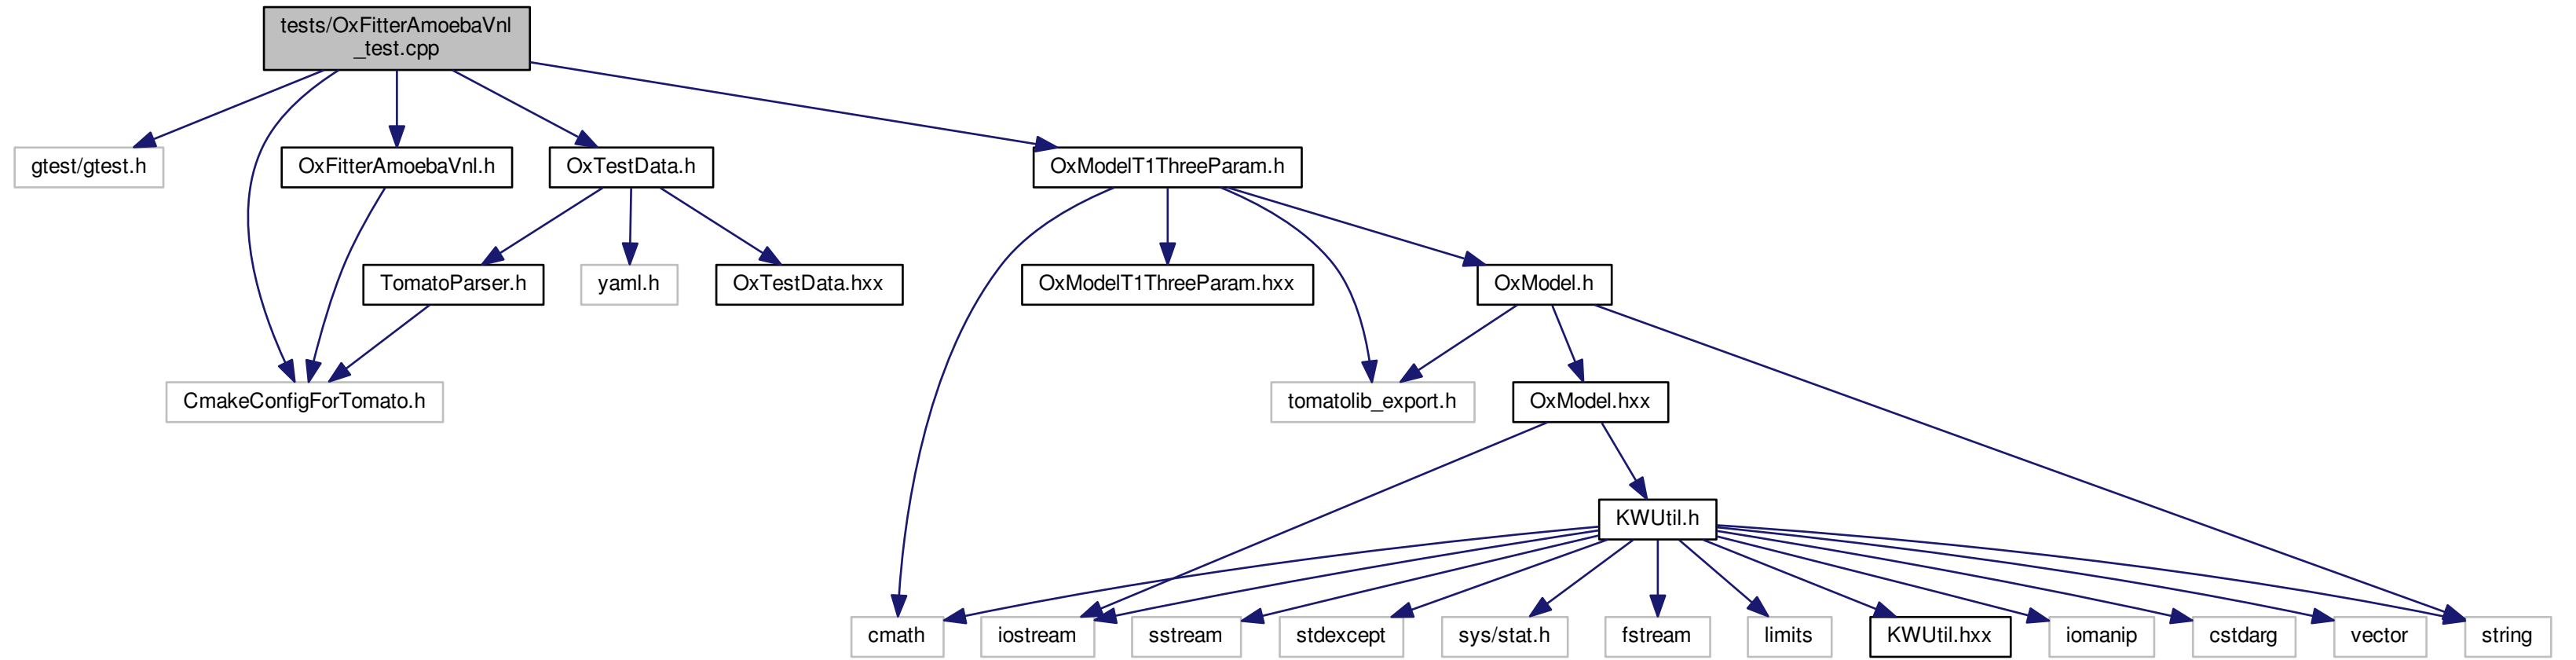 tests/OxFitterAmoebaVnl
_test.cpp
gtest/gtest.h
OxFitterAmoebaVnl.h
OxTestData.h
OxModelT1ThreeParam.h
TomatoParser.h
yaml.h
OxTestData.hxx
OxModelT1ThreeParam.hxx
OxModel.h
CmakeConfigForTomato.h
tomatolib_export.h
OxModel.hxx
KWUtil.h
cmath
iostream
sstream
stdexcept
sys/stat.h
fstream
limits
KWUtil.hxx
iomanip
cstdarg
vector
string